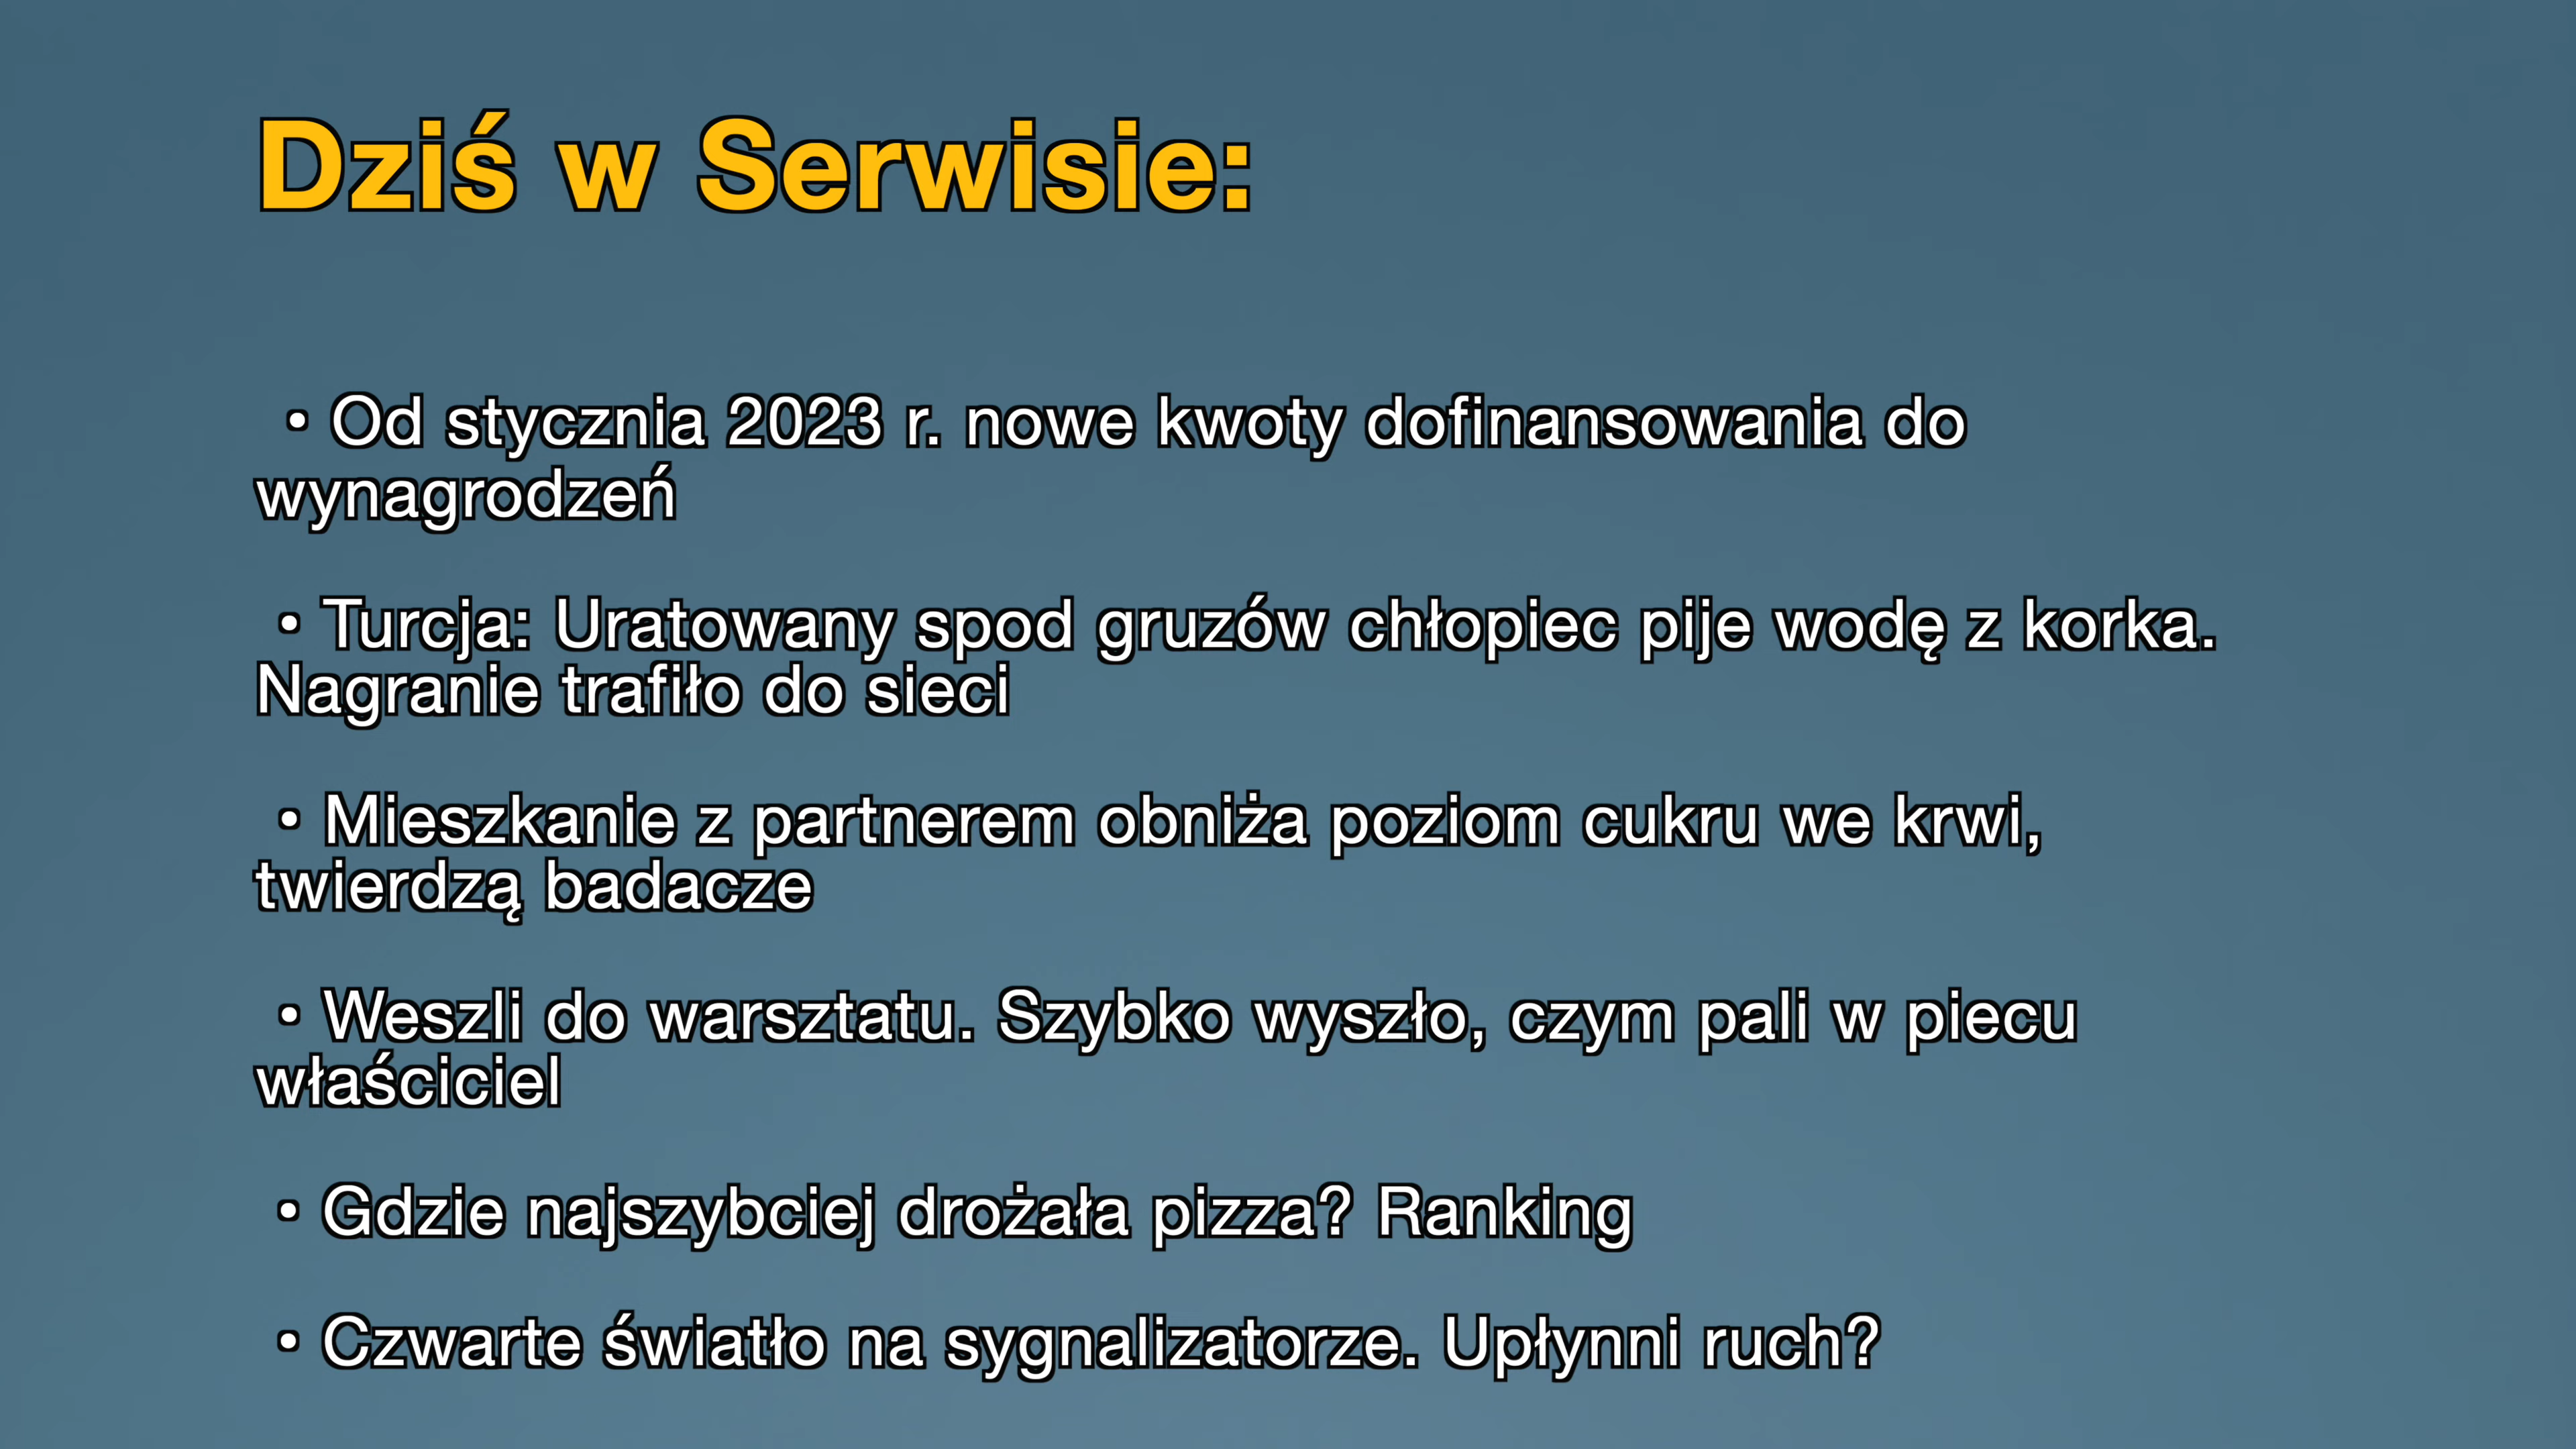 Dziś w Serwisie:
• Od stycznia 2023 r. nowe kwoty dofinansowania do
wynagrodzeń
• Turcja: Uratowany spod gruzów chłopiec pije wodę z korka.
Nagranie trafiło do sieci
• Mieszkanie z partnerem obniża poziom cukru we krwi,
twierdzą badacze
• Weszli do warsztatu. Szybko wyszło, czym pali w piecu
właściciel
• Gdzie najszybciej drożała pizza? Ranking
• Czwarte światło na sygnalizatorze. Upłynni ruch?